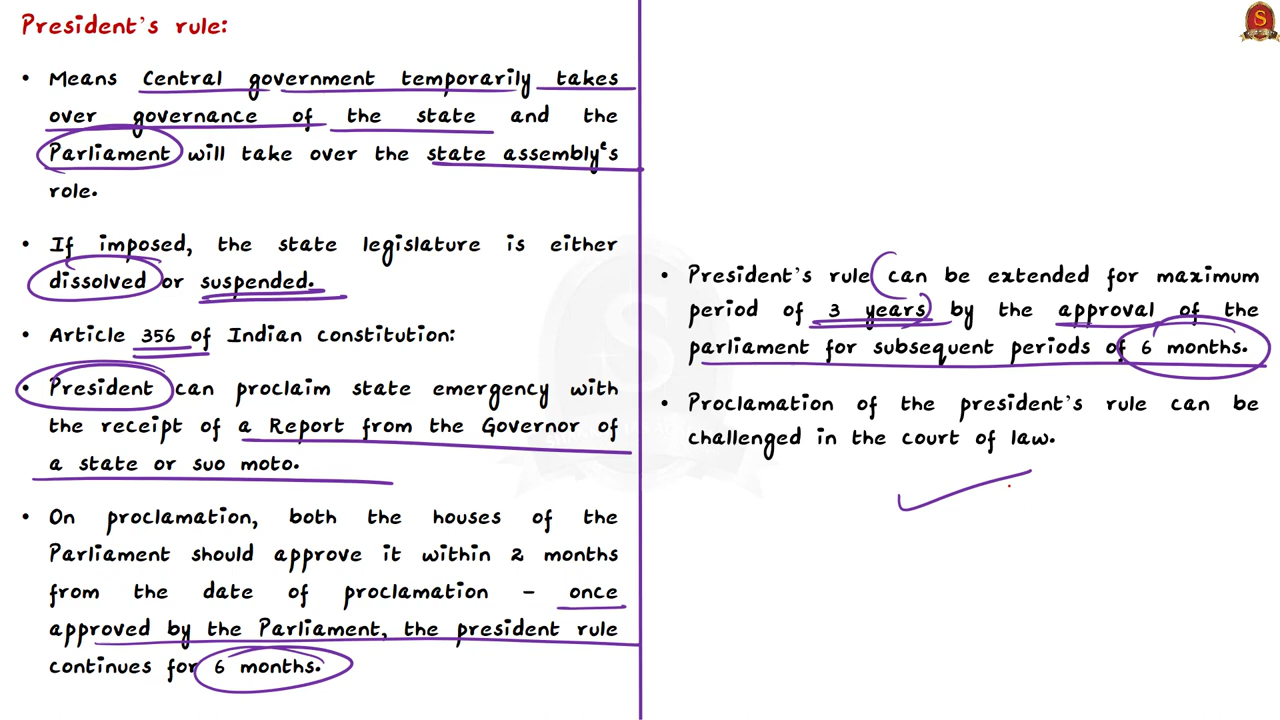 President's rule:
• Means Central government temporarily takes
over governance of the state and the
Parliament will take over the state assembly's
role.
• If imposed, the state legislature is either
dissolved or suspended.
• Article 356 of Indian constitution:
• President can proclaim state emergency with
the receipt of a Report from the Governor of
a state or suo moto.
• On proclamation, both the houses of the
Parliament should approve it within 2 months
from the date of proclamation - once
approved by the Parliament, the president rule
continues for 6 months.
• President's rule can be extended for maximum
period of 3 years by the approval of the
parliament for subsequent periods of 6 months.
• Proclamation of the president's rule can be
challenged in the court of law.
S